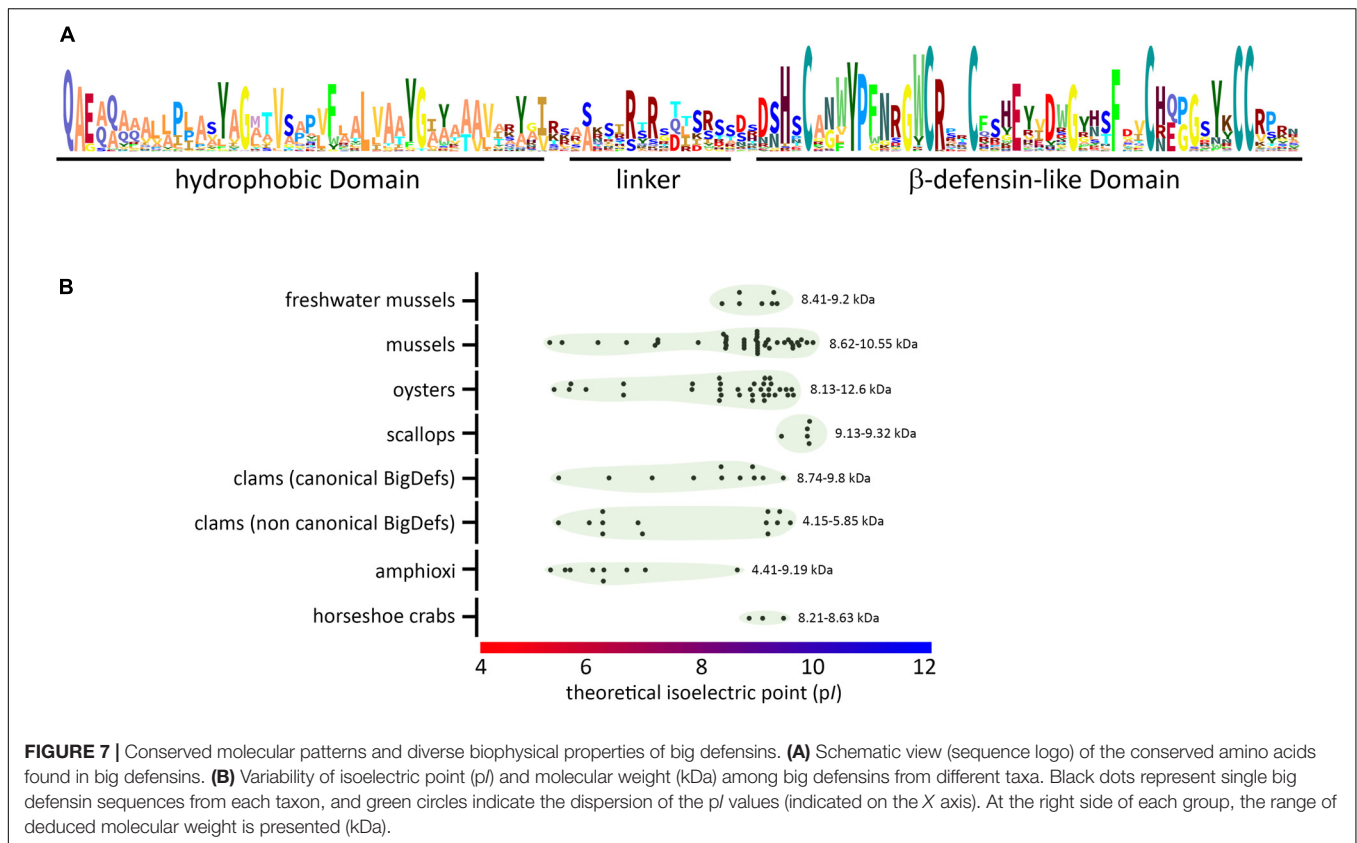 A
hydrophobic Domain
linker
β-defensin-like Domain
B
freshwater mussels
8.41-9.2 kDa
mussels
8.62-10.55 kDa
oysters
8.13-12.6 kDa
scallops
9.13-9.32 kDa
clams (canonical BigDefs)
8.74-9.8 kDa
clams (non canonical BigDefs)
4.15-5.85 kDa
amphioxi
4.41-9.19 kDa
horseshoe crabs
8.21-8.63 kDa
4 6 8 10 12
theoretical isoelectric point (pI)
FIGURE 7 | Conserved molecular patterns and diverse biophysical properties of big defensins. (A) Schematic view (sequence logo) of the conserved amino acids
found in big defensins. (B) Variability of isoelectric point (pI) and molecular weight (kDa) among big defensins from different taxa. Black dots represent single big
defensin sequences from each taxon, and green circles indicate the dispersion of the pI values (indicated on the X axis). At the right side of each group, the range of
deduced molecular weight is presented (kDa).